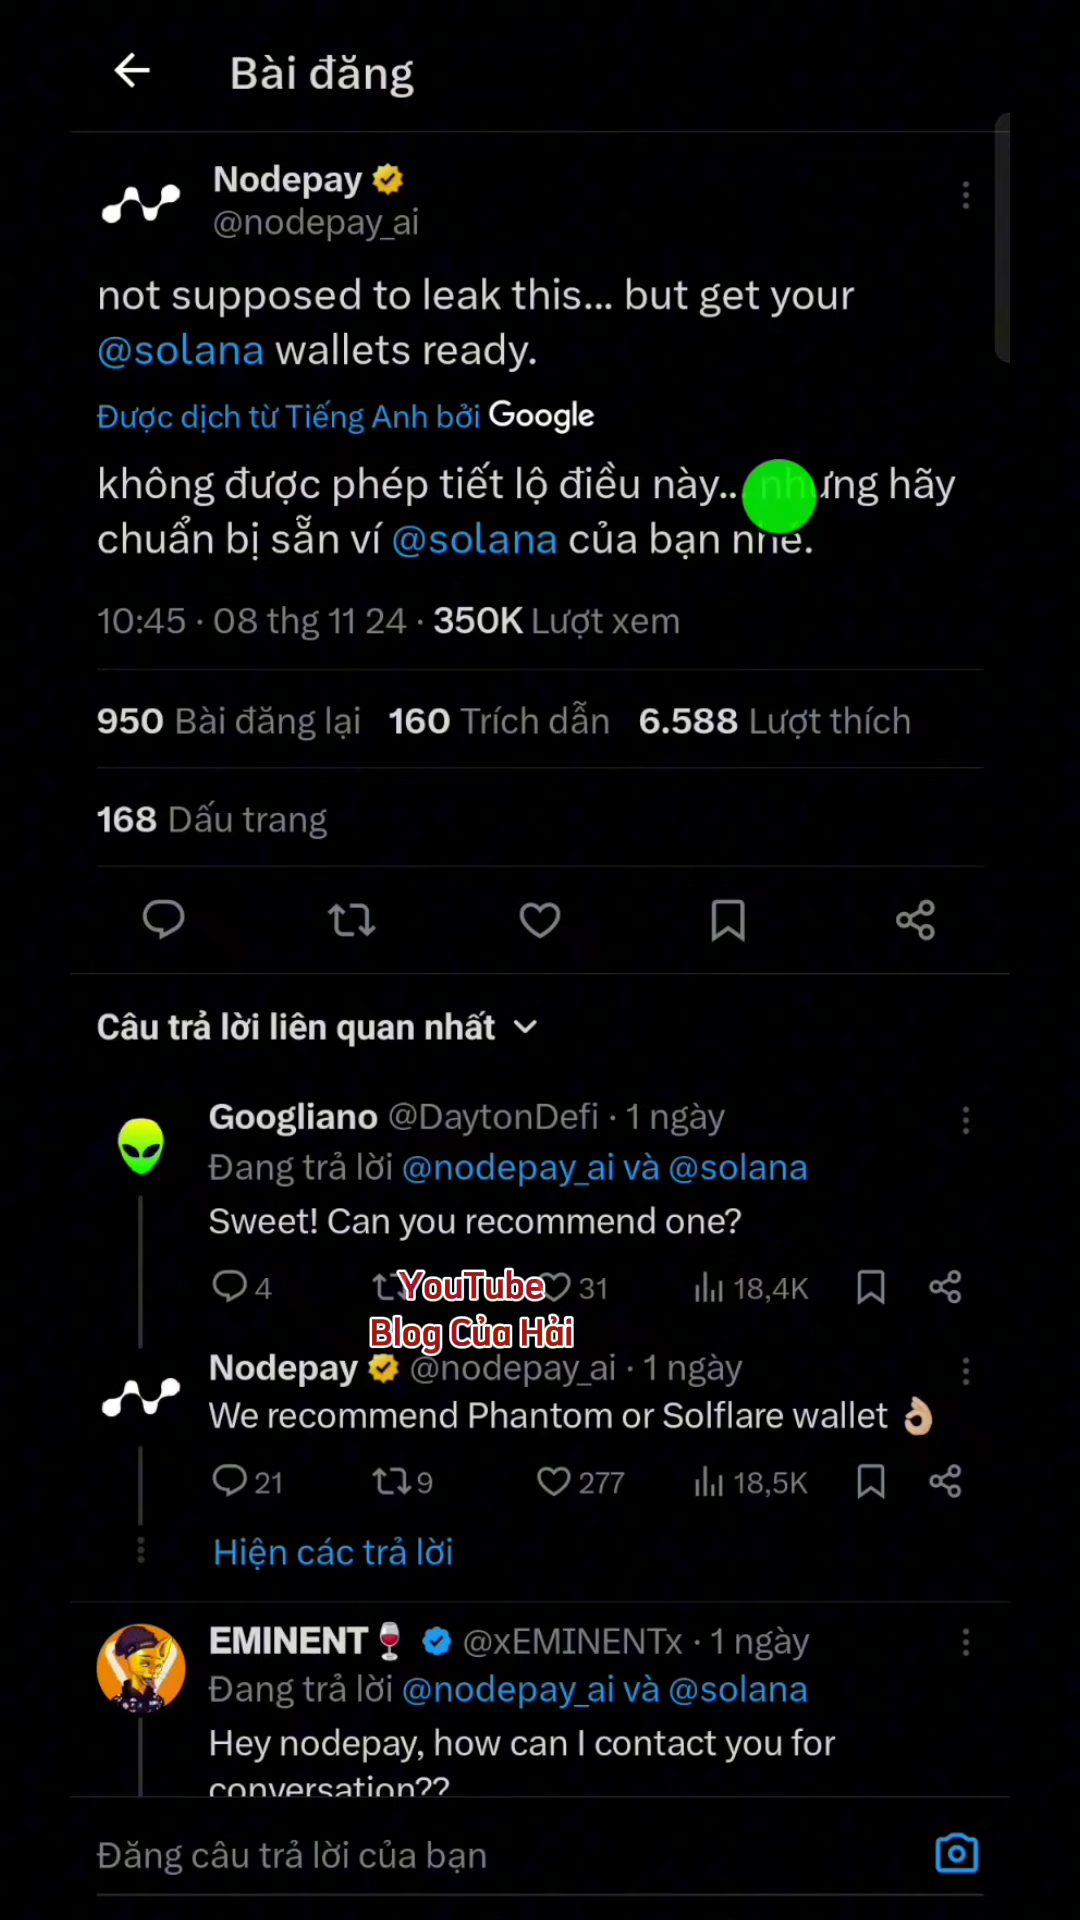 Bài đăng
Nodepay
@nodepay_ai
not supposed to leak this... but get your
@solana wallets ready.
Được dịch từ Tiếng Anh bởi Google
không được phép tiết lộ điều này... nhưng hãy
chuẩn bị sẵn ví @solana của bạn nhé.
10:45 · 08 thg 11 24 · 350K Lượt xem
950 Bài đăng lại 160 Trích dẫn 6.588 Lượt thích
168 Dấu trang
Câu trả lời liên quan nhất
Googliano @DaytonDefi · 1 ngày
Đang trả lời @nodepay_ai và @solana
Sweet! Can you recommend one?
4 31 18,4K
YouTube
Blog Của Hải
Nodepay @nodepay_ai · 1 ngày
We recommend Phantom or Solflare wallet 👌🏼
21 9 277 18,5K
Hiện các trả lời
EMINENT🍷 @xEMINENTx · 1 ngày
Đang trả lời @nodepay_ai và @solana
Hey nodepay, how can I contact you for
conversation??
Đăng câu trả lời của bạn